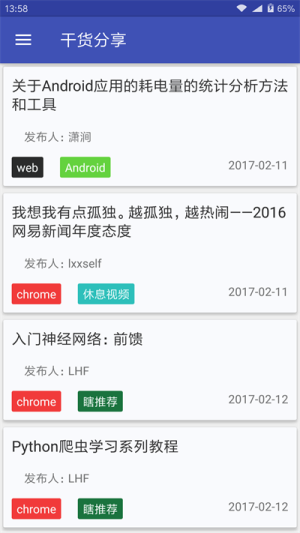 13:58
65%
干货分享
关于Android应用的耗电量的统计分析方法
和工具
发布人: 潇涧
web
Android
2017-02-11
我想我有点孤独。越孤独，越热闹——2016
网易新闻年度态度
发布人: lxxself
chrome
休息视频
2017-02-11
入门神经网络：前馈
发布人: LHF
chrome
瞎推荐
2017-02-12
Python爬虫学习系列教程
发布人: LHF
chrome
瞎推荐
2017-02-12